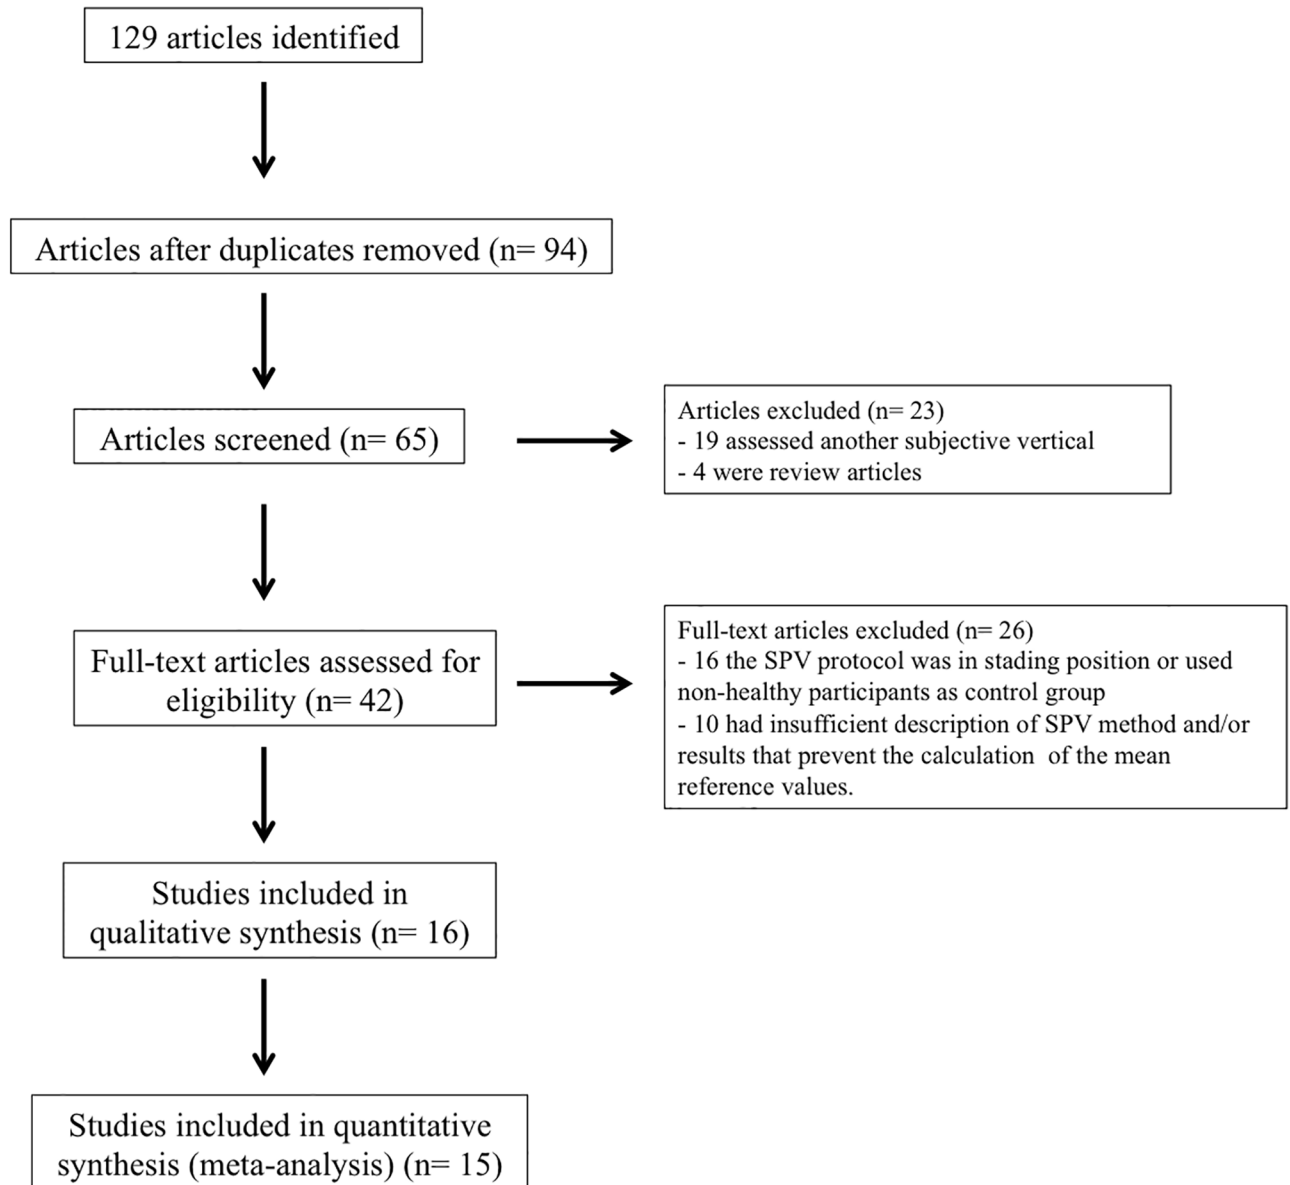 129 articles identified
Articles after duplicates removed (n= 94)
Articles screened (n= 65)
Articles excluded (n= 23)
- 19 assessed another subjective vertical
- 4 were review articles
Full-text articles assessed for
eligibility (n= 42)
Full-text articles excluded (n= 26)
- 16 the SPV protocol was in stading position or used
non-healthy participants as control group
- 10 had insufficient description of SPV method and/or
results that prevent the calculation  of the mean
reference values.
Studies included in
qualitative synthesis (n= 16)
Studies included in quantitative
synthesis (meta-analysis) (n= 15)